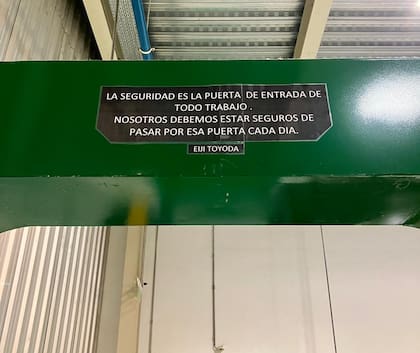 LA SEGURIDAD ES LA PUERTA DE ENTRADA DE
TODO TRABAJO .
NOSOTROS DEBEMOS ESTAR SEGUROS DE
PASAR POR ESA PUERTA CADA DIA.
EIJI TOYODA